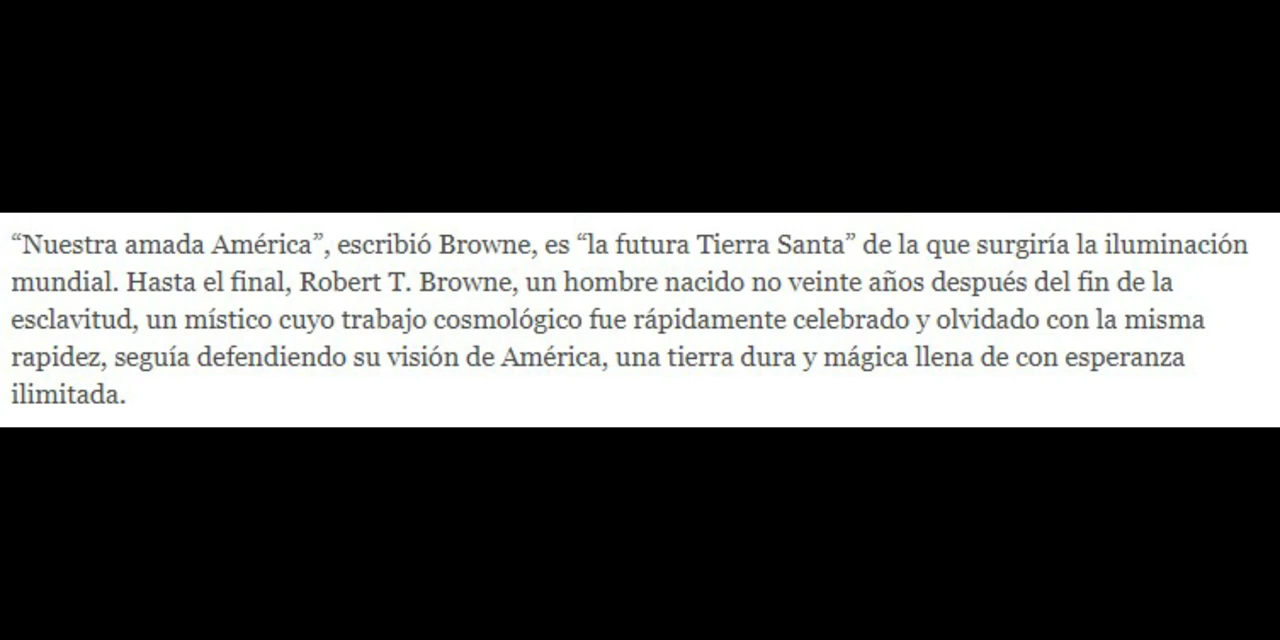 “Nuestra amada América”, escribió Browne, es “la futura Tierra Santa” de la que surgiría la iluminación
mundial. Hasta el final, Robert T. Browne, un hombre nacido no veinte años después del fin de la
esclavitud, un místico cuyo trabajo cosmológico fue rápidamente celebrado y olvidado con la misma
rapidez, seguía defendiendo su visión de América, una tierra dura y mágica llena de con esperanza
ilimitada.